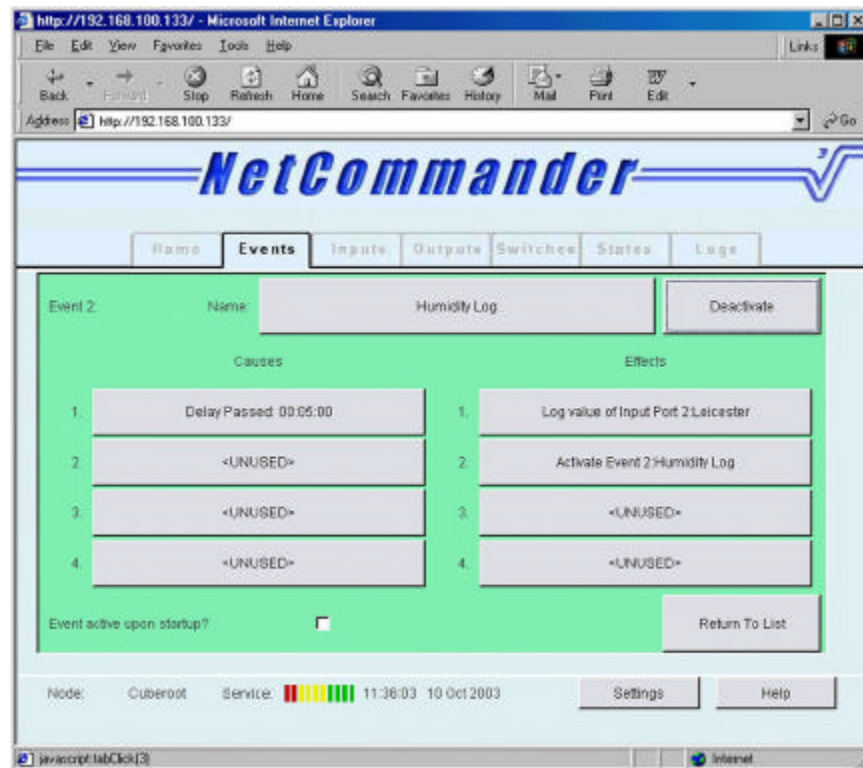 http://192.168.100.133/ - Microsoft Internet Explorer
File Edit View Favorites Tools Help Links
Back Forward Stop Refresh Home Search Favorites History Mail Print Edit
Address http://192.168.100.133/ Go
NetCommander 3
Home Events Inputs Outputs Switches States Logs
Event 2: Name: Humidity Log Deactivate
Causes Effects
1. Delay Passed: 00:05:00 1. Log value of Input Port 2:Leicester
2. <UNUSED> 2. Activate Event 2:Humidity Log
3. <UNUSED> 3. <UNUSED>
4. <UNUSED> 4. <UNUSED>
Event active upon startup? Return To List
Node: Cuberoot Service: 11:36:03 10 Oct 2003 Settings Help
javascript:tabClick(3) Internet